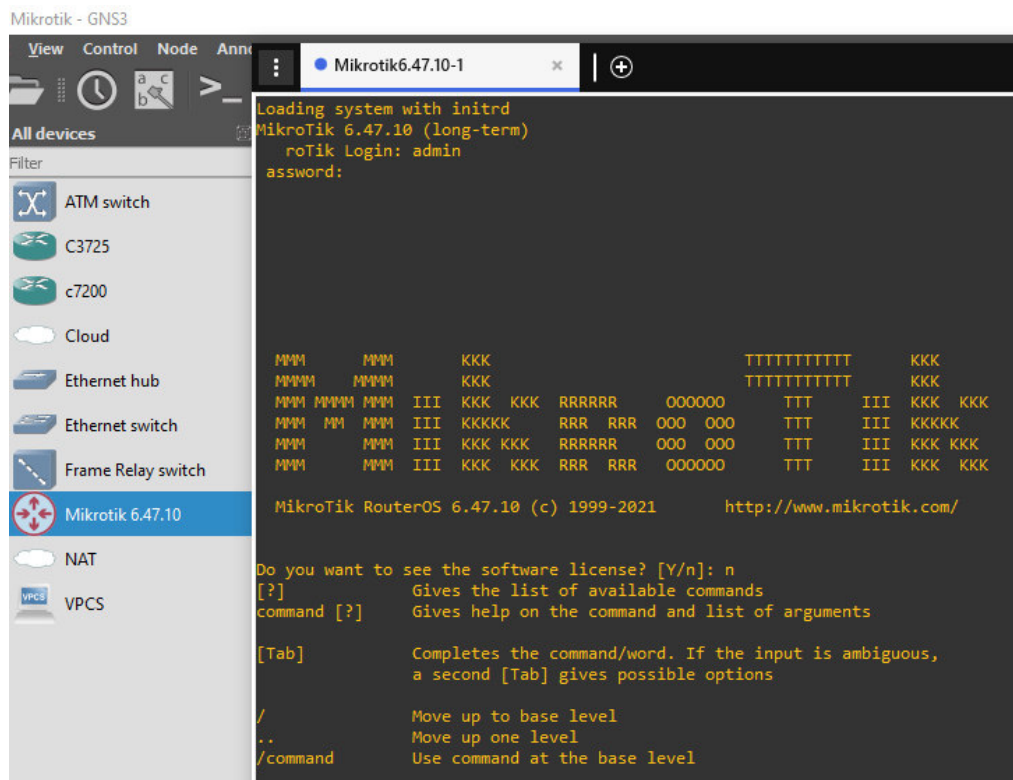 Mikrotik - GNS3
View Control Node Anno
a c
b
>_
All devices
Filter
ATM switch
C3725
c7200
Cloud
Ethernet hub
Ethernet switch
Frame Relay switch
Mikrotik 6.47.10
NAT
VPCS
VPCS
Mikrotik6.47.10-1 ×
Loading system with initrd
MikroTik 6.47.10 (long-term)
roTik Login: admin
assword:
MMM MMM KKK TTTTTTTTTTT KKK
MMMM MMMM KKK TTTTTTTTTTT KKK
MMM MMMM MMM III KKK KKK RRRRRR OOOOOO TTT III KKK KKK
MMM MM MMM III KKKKK RRR RRR OOO OOO TTT III KKKKK
MMM MMM III KKK KKK RRRRRR OOO OOO TTT III KKK KKK
MMM MMM III KKK KKK RRR RRR OOOOOO TTT III KKK KKK
MikroTik RouterOS 6.47.10 (c) 1999-2021 http://www.mikrotik.com/
Do you want to see the software license? [Y/n]: n
[?] Gives the list of available commands
command [?] Gives help on the command and list of arguments
[Tab] Completes the command/word. If the input is ambiguous,
a second [Tab] gives possible options
/ Move up to base level
.. Move up one level
/command Use command at the base level